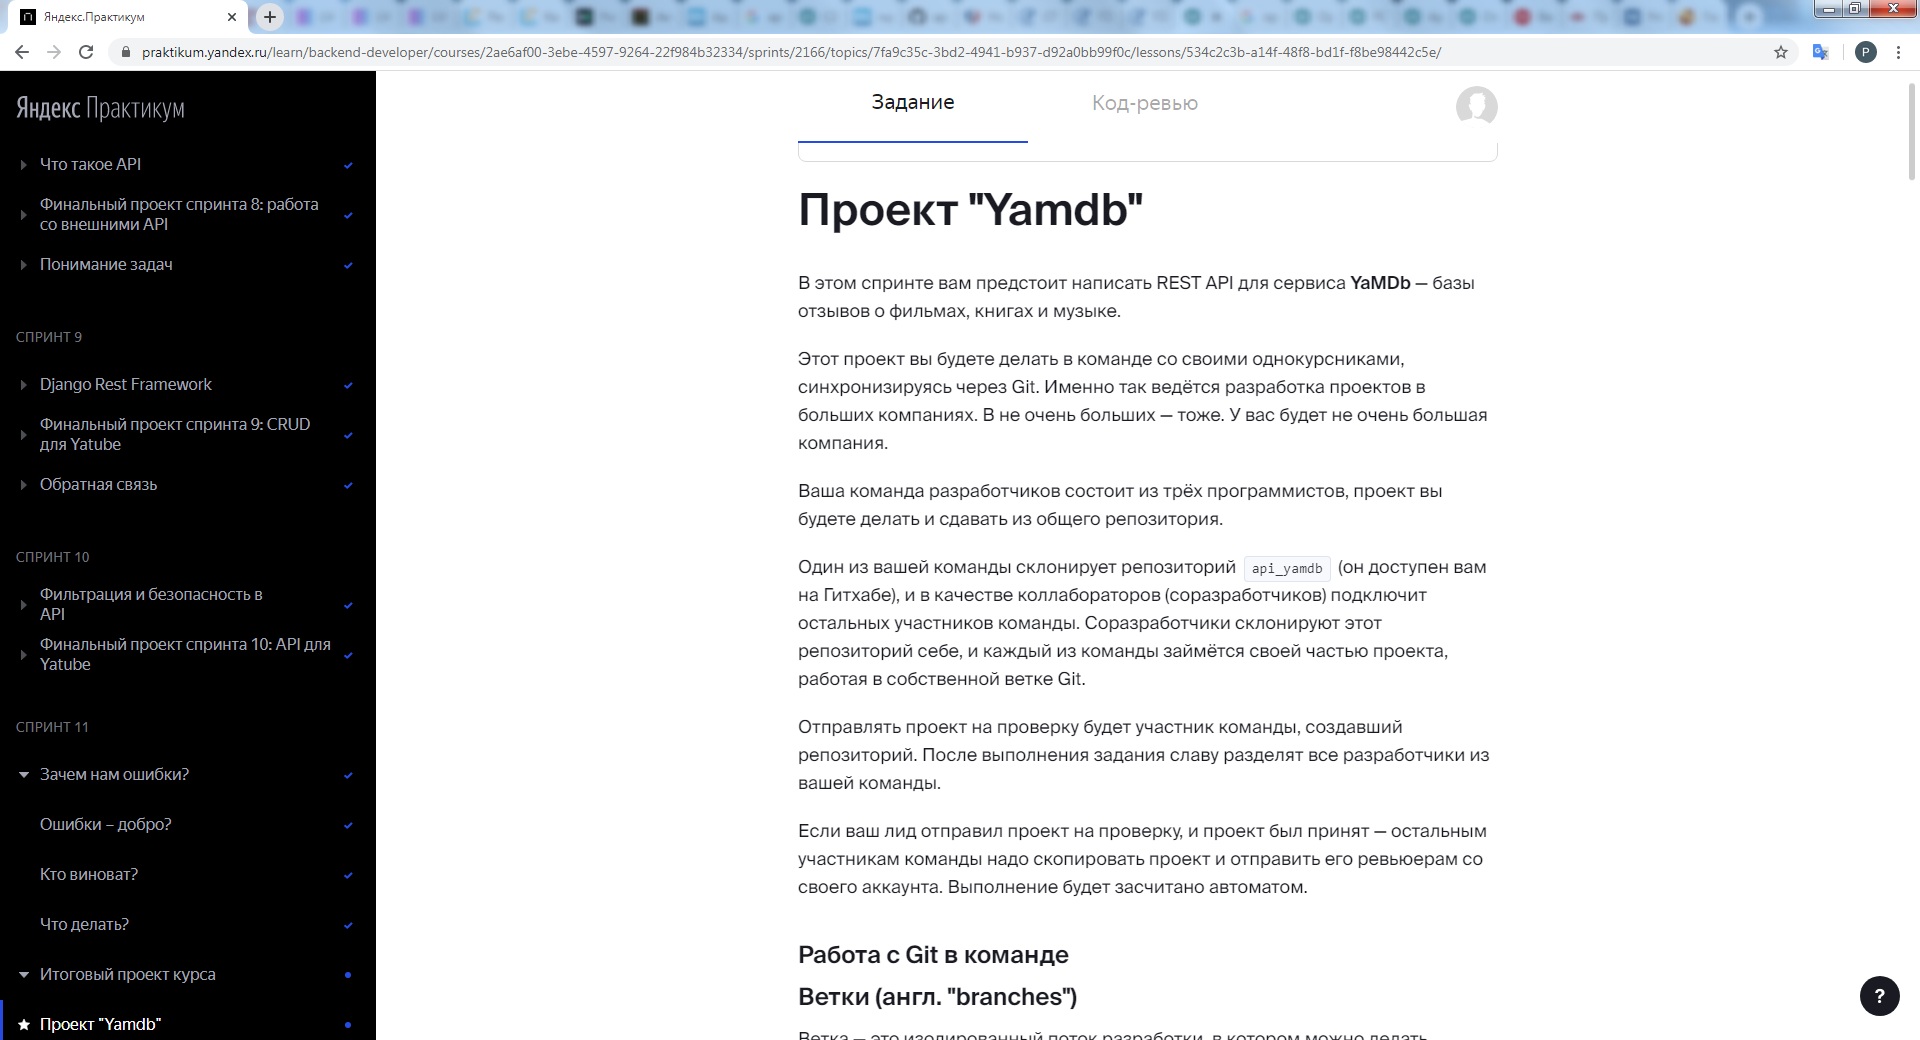 Яндекс.Практикум
praktikum.yandex.ru/learn/backend-developer/courses/2ae6af00-3ebe-4597-9264-22f984b32334/sprints/2166/topics/7fa9c35c-3bd2-4941-b937-d92a0bb99f0c/lessons/534c2c3b-a14f-48f8-bd1f-f8be98442c5e/
P
Яндекс Практикум
Что такое API
Финальный проект спринта 8: работа
со внешними API
Понимание задач
СПРИНТ 9
Django Rest Framework
Финальный проект спринта 9: CRUD
для Yatube
Обратная связь
СПРИНТ 10
Фильтрация и безопасность в
API
Финальный проект спринта 10: API для
Yatube
СПРИНТ 11
Зачем нам ошибки?
Ошибки – добро?
Кто виноват?
Что делать?
Итоговый проект курса
Проект "Yamdb"
Задание
Код-ревью
Проект "Yamdb"
В этом спринте вам предстоит написать REST API для сервиса YaMDb — базы
отзывов о фильмах, книгах и музыке.
Этот проект вы будете делать в команде со своими однокурсниками,
синхронизируясь через Git. Именно так ведётся разработка проектов в
больших компаниях. В не очень больших — тоже. У вас будет не очень большая
компания.
Ваша команда разработчиков состоит из трёх программистов, проект вы
будете делать и сдавать из общего репозитория.
Один из вашей команды склонирует репозиторий api_yamdb (он доступен вам
на Гитхабе), и в качестве коллабораторов (соразработчиков) подключит
остальных участников команды. Соразработчики склонируют этот
репозиторий себе, и каждый из команды займётся своей частью проекта,
работая в собственной ветке Git.
Отправлять проект на проверку будет участник команды, создавший
репозиторий. После выполнения задания славу разделят все разработчики из
вашей команды.
Если ваш лид отправил проект на проверку, и проект был принят — остальным
участникам команды надо скопировать проект и отправить его ревьюерам со
своего аккаунта. Выполнение будет засчитано автоматом.
Работа с Git в команде
Ветки (англ. "branches")
Ветка — это изолированный поток разработки, в котором можно делать
?